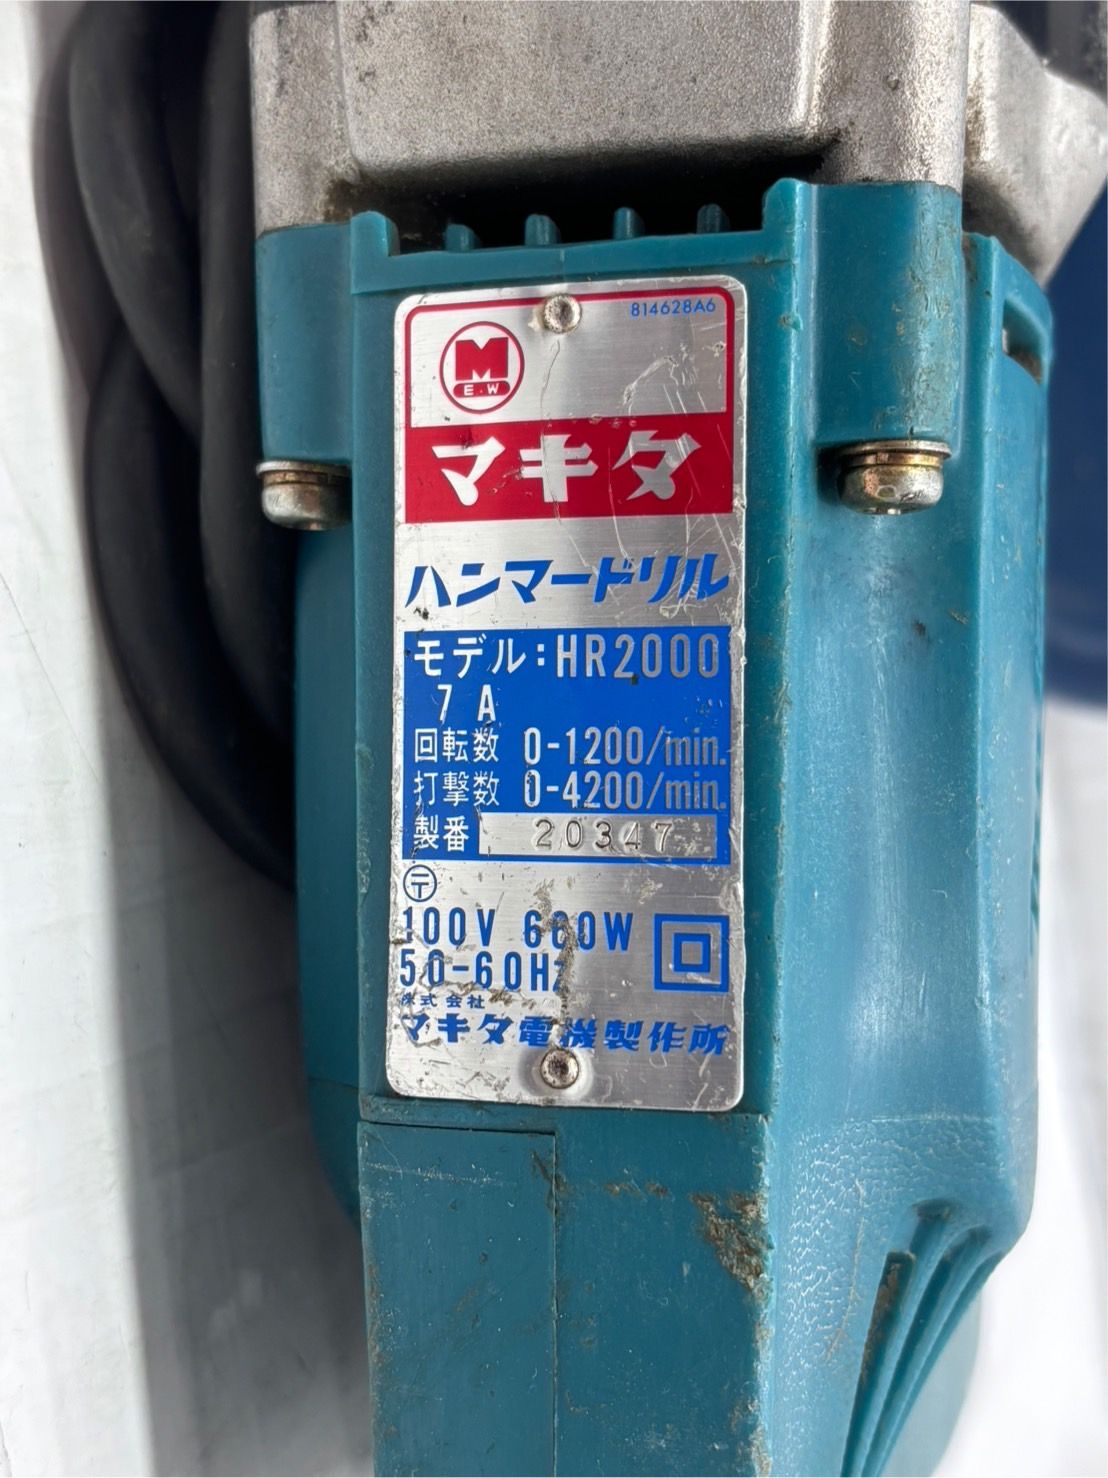 814628A6
M
E.W
マキタ
ハンマードリル
モデル:HR2000
7A
回転数 0-1200/min.
打撃数 0-4200/min.
製番 20347
〒
100V 660W
50-60Hz
株式会社
マキタ電機製作所